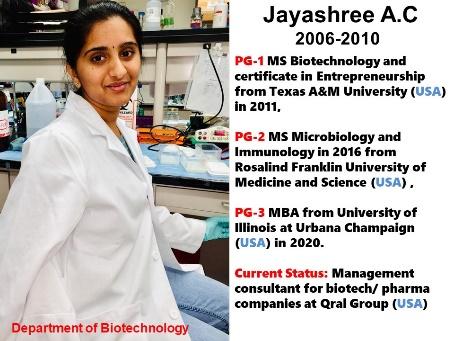 Jayashree A.C
2006-2010
PG-1 MS Biotechnology and
certificate in Entrepreneurship
from Texas A&M University (USA)
in 2011,
PG-2 MS Microbiology and
Immunology in 2016 from
Rosalind Franklin University of
Medicine and Science (USA) ,
PG-3 MBA from University of
Illinois at Urbana Champaign
(USA) in 2020.
Current Status: Management
consultant for biotech/ pharma
companies at Qral Group (USA)
Department of Biotechnology